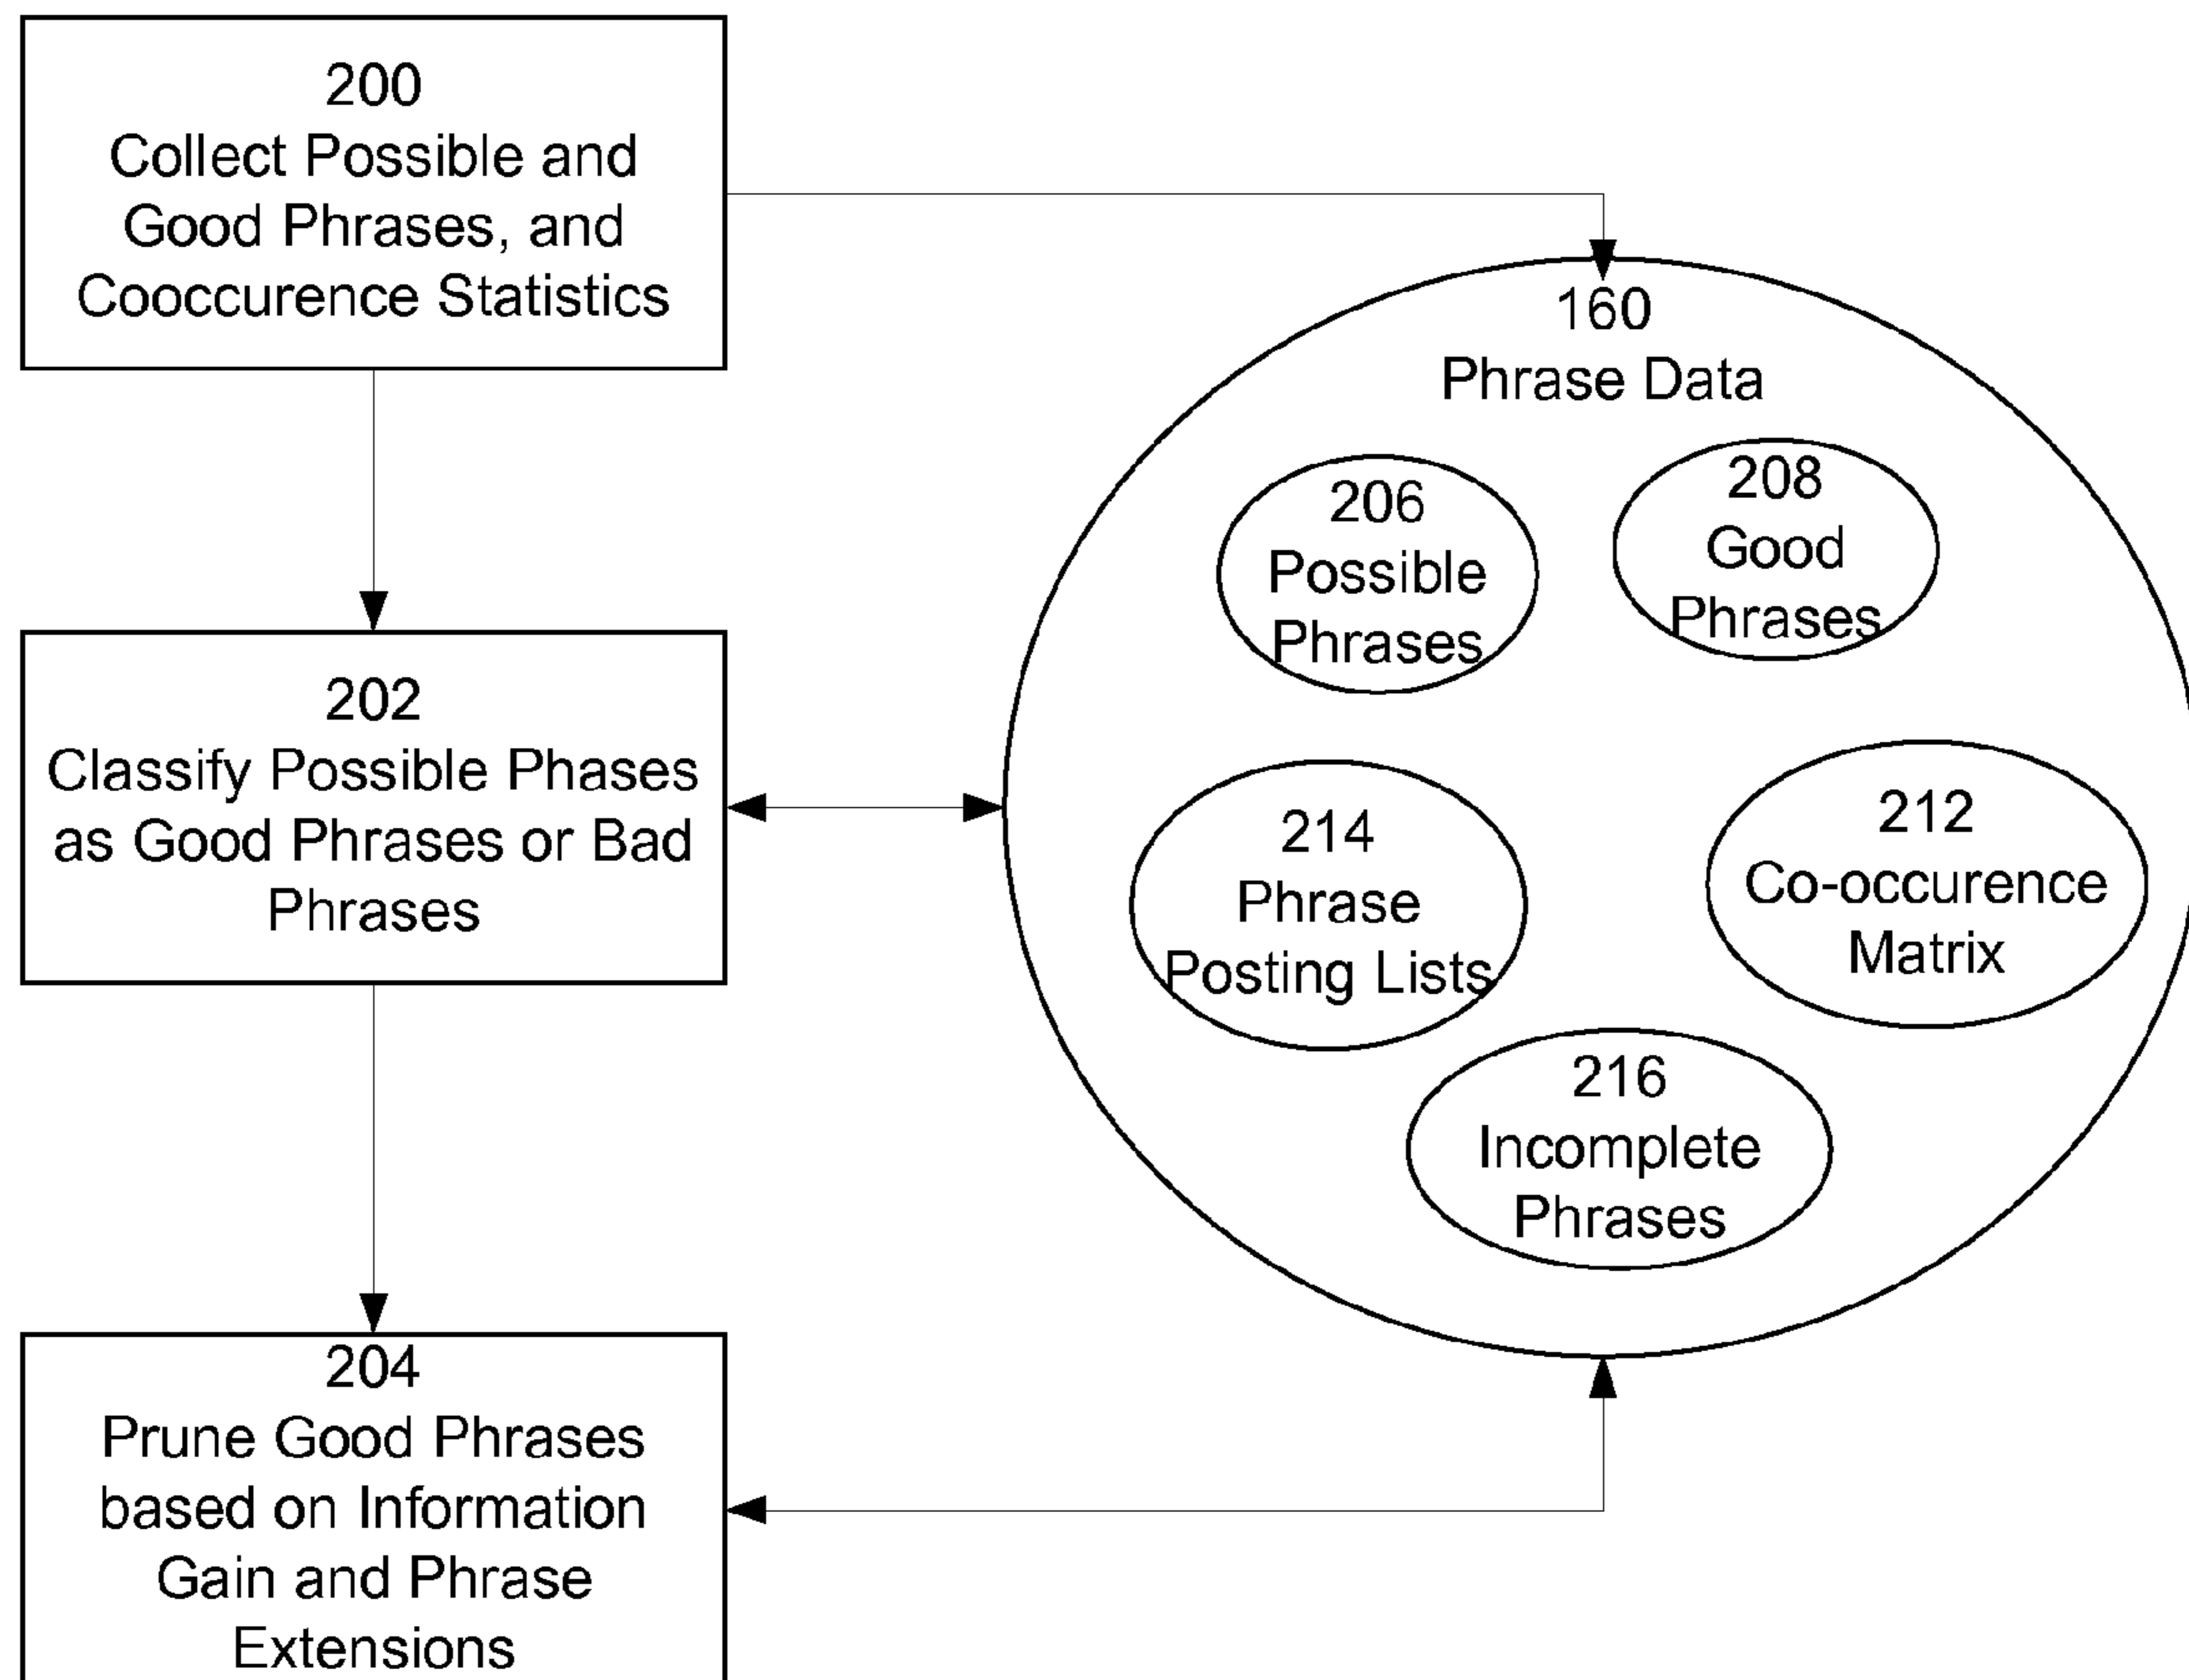 200
Collect Possible and
Good Phrases, and
Cooccurence Statistics
160
Phrase Data
206
Possible
Phrases
208
Good
Phrases
202
Classify Possible Phases
as Good Phrases or Bad
Phrases
214
Phrase
Posting Lists
212
Co-occurence
Matrix
216
Incomplete
Phrases
204
Prune Good Phrases
based on Information
Gain and Phrase
Extensions